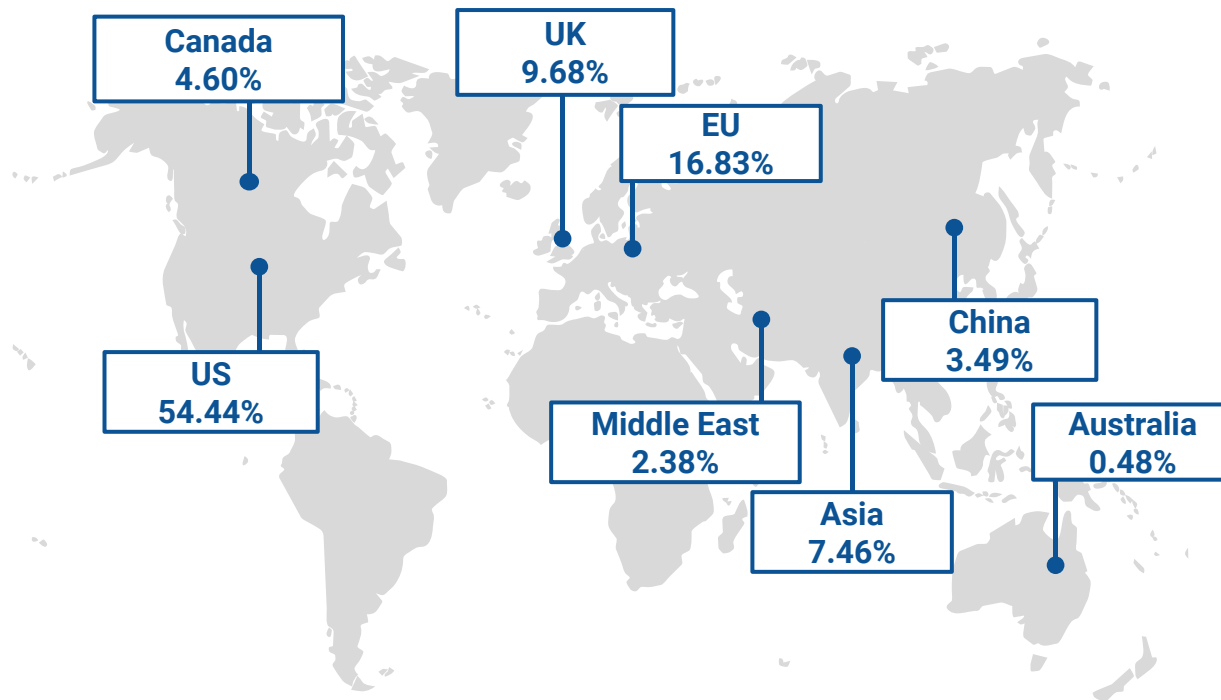 Canada
4.60%
UK
9.68%
EU
16.83%
US
54.44%
China
3.49%
Middle East
2.38%
Asia
7.46%
Australia
0.48%